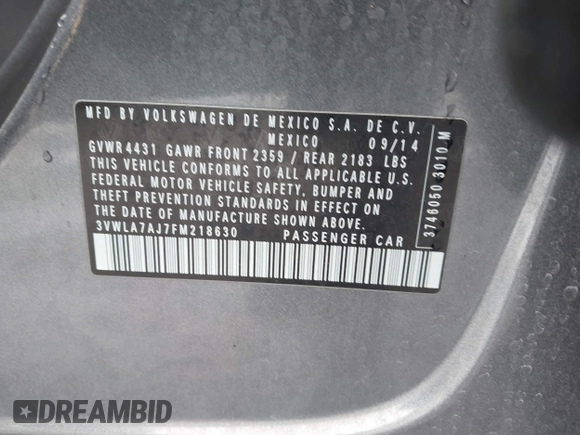 MFD BY VOLKSWAGEN DE MEXICO S.A. DE C.V.
MEXICO 09/14
GVWR 4431 GAWR FRONT 2359 / REAR 2183 LBS
THIS VEHICLE CONFORMS TO ALL APPLICABLE U.S.
FEDERAL MOTOR VEHICLE SAFETY, BUMPER AND
THEFT PREVENTION STANDARDS IN EFFECT ON
THE DATE OF MANUFACTURE SHOWN ABOVE.
3VWLA7AJ7FM218630 PASSENGER CAR
3746050 3010 M
DREAMBID